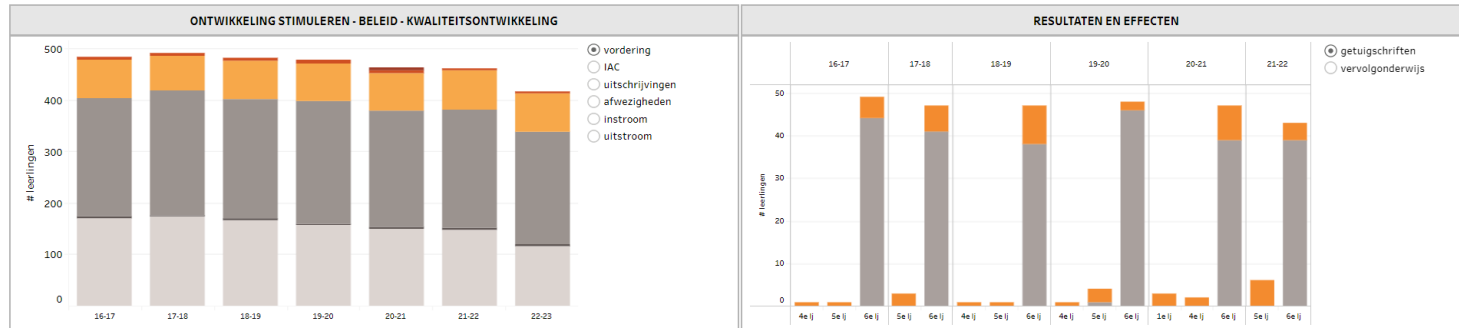 ONTWIKKELING STIMULEREN - BELEID - KWALITEITSONTWIKKELING
500
400
300
200
100
0
# leerlingen
16-17 17-18 18-19 19-20 20-21 21-22 22-23
vordering
IAC
uitschrijvingen
afwezigheden
instroom
uitstroom
RESULTATEN EN EFFECTEN
16-17 17-18 18-19 19-20 20-21 21-22
50
40
30
20
10
0
# leerlingen
4e lj 5e lj 6e lj 5e lj 6e lj 4e lj 5e lj 6e lj 4e lj 5e lj 6e lj 1e lj 4e lj 6e lj 5e lj 6e lj
getuigschriften
vervolgonderwijs